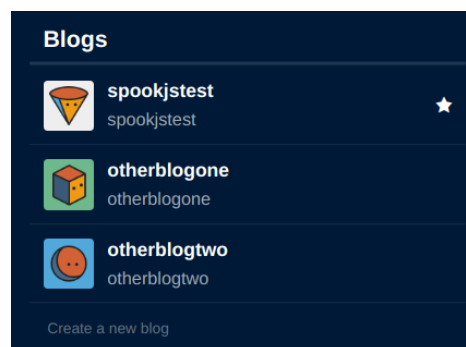 Blogs
spookjstest
spookjstest
otherblogone
otherblogone
otherblogtwo
otherblogtwo
Create a new blog